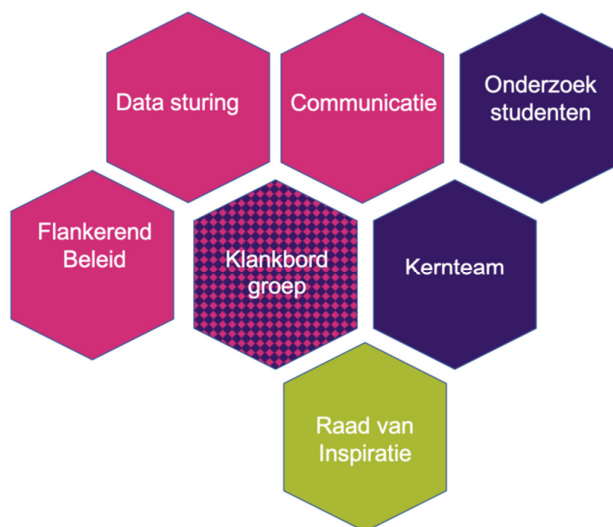 Data sturing
Communicatie
Onderzoek
studenten
Flankerend
Beleid
Klankbord
groep
Kernteam
Raad van
Inspiratie